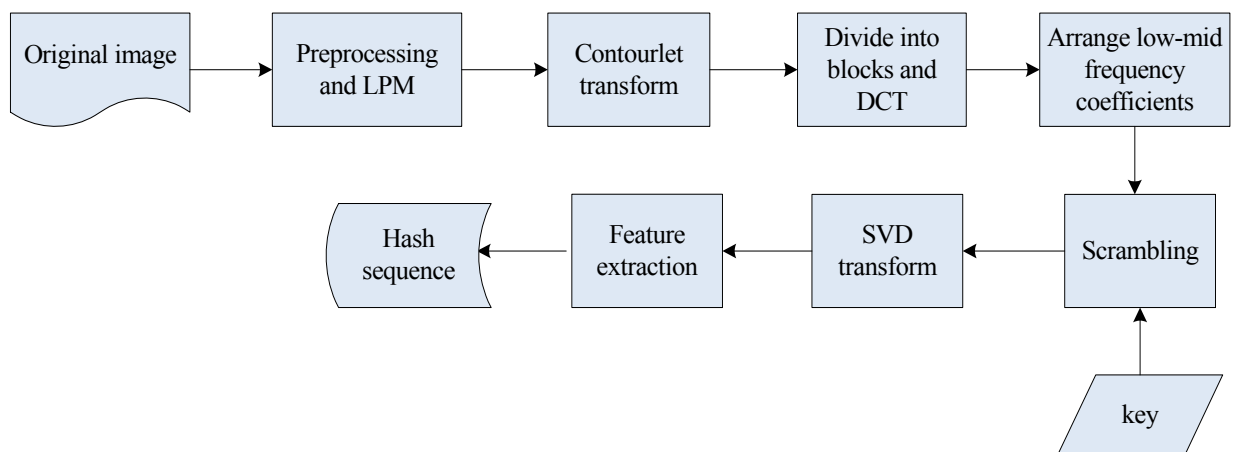 Original image
Preprocessing
and LPM
Contourlet
transform
Divide into
blocks and
DCT
Arrange low-mid
frequency
coefficients
Scrambling
SVD
transform
Feature
extraction
Hash
sequence
key